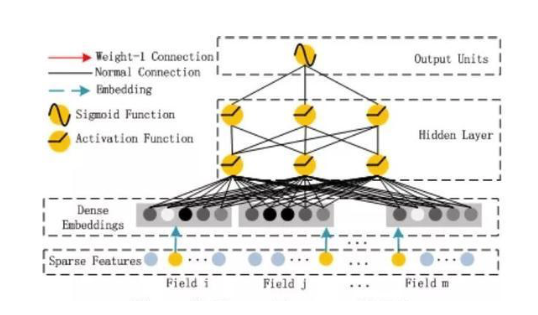 Weight-1 Connection
Normal Connection
Embedding
Sigmoid Function
Activation Function
Output Units
Hidden Layer
Dense
Embeddings
...
Sparse Features
...
...
...
...
Field i
Field j
...
Field m